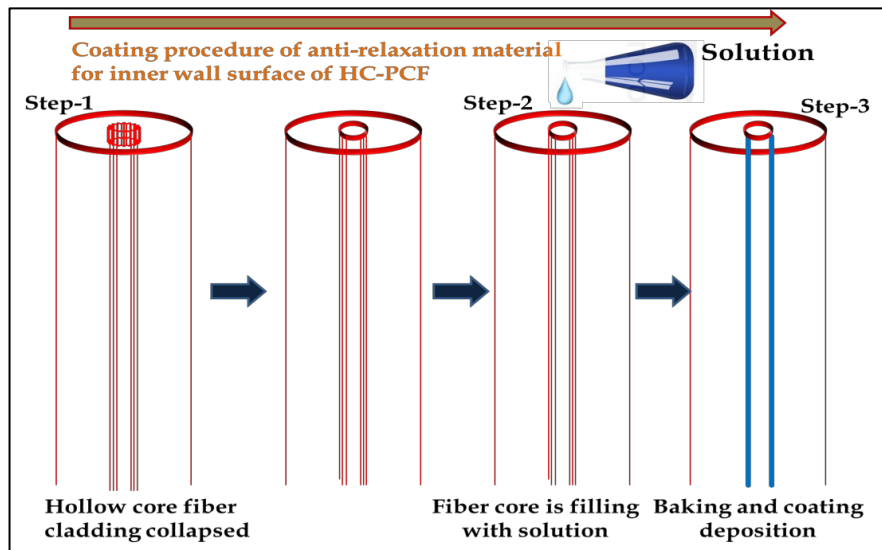 Coating procedure of anti-relaxation material
for inner wall surface of HC-PCF
Solution
Step-1
Step-2
Step-3
Hollow core fiber
cladding collapsed
Fiber core is filling
with solution
Baking and coating
deposition